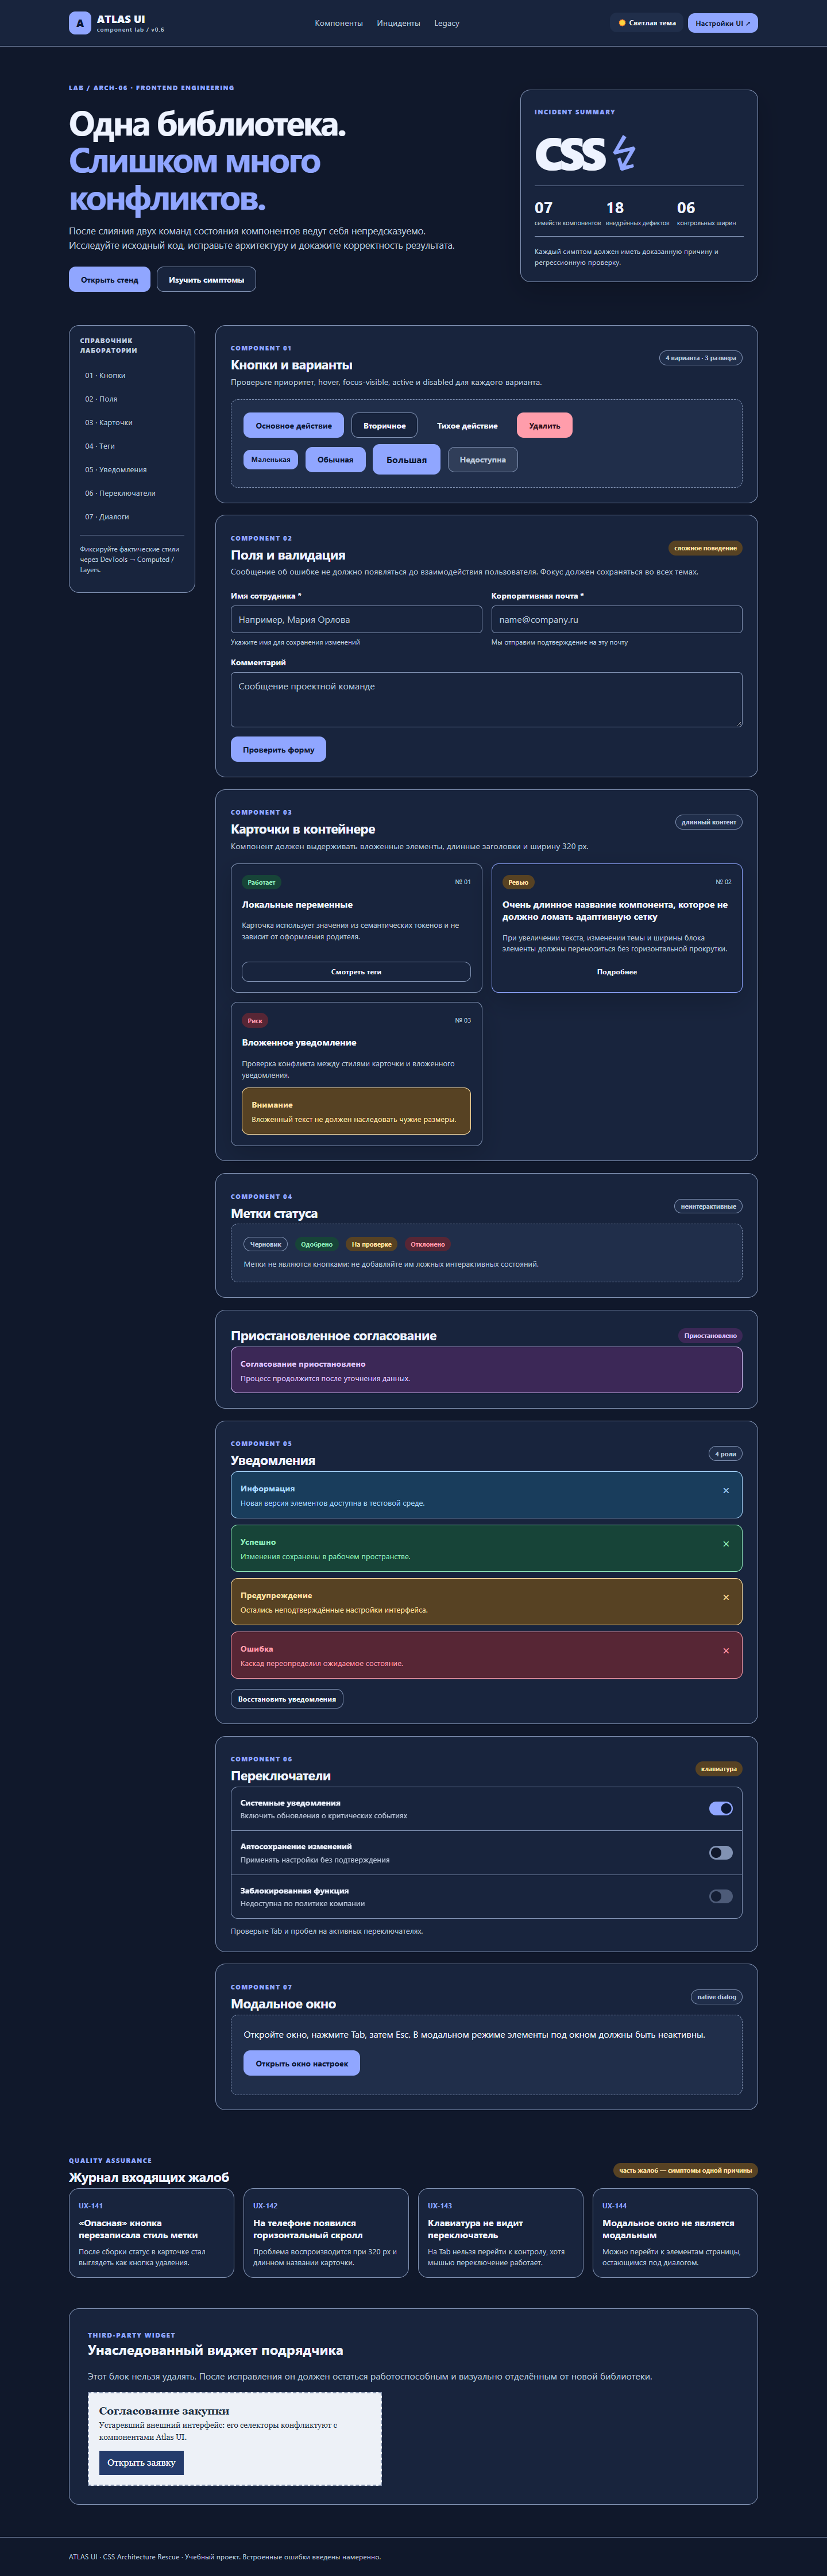 A
ATLAS UI
component lab / v0.6
Компоненты
Инциденты
Legacy
Светлая тема
Настройки UI ↗
LAB / ARCH-06 · FRONTEND ENGINEERING
Одна библиотека.
Слишком много
конфликтов.
После слияния двух команд состояния компонентов ведут себя непредсказуемо.
Исследуйте исходный код, исправьте архитектуру и докажите корректность результата.
Открыть стенд
Изучить симптомы
INCIDENT SUMMARY
CSS
07
18
06
семейств компонентов
внедрённых дефектов
контрольных ширин
Каждый симптом должен иметь доказанную причину и
регрессионную проверку.
СПРАВОЧНИК
ЛАБОРАТОРИИ
01 · Кнопки
02 · Поля
03 · Карточки
04 · Теги
05 · Уведомления
06 · Переключатели
07 · Диалоги
Фиксируйте фактические стили
через DevTools → Computed /
Layers.
COMPONENT 01
Кнопки и варианты
4 варианта · 3 размера
Проверьте приоритет, hover, focus-visible, active и disabled для каждого варианта.
Основное действие
Вторичное
Тихое действие
Удалить
Маленькая
Обычная
Большая
Недоступна
COMPONENT 02
Поля и валидация
сложное поведение
Сообщение об ошибке не должно появляться до взаимодействия пользователя. Фокус должен сохраняться во всех темах.
Имя сотрудника *
Корпоративная почта *
Например, Мария Орлова
name@company.ru
Укажите имя для сохранения изменений
Мы отправим подтверждение на эту почту
Комментарий
Сообщение проектной команде
Проверить форму
COMPONENT 03
Карточки в контейнере
длинный контент
Компонент должен выдерживать вложенные элементы, длинные заголовки и ширину 320 px.
Работает
№ 01
Локальные переменные
Карточка использует значения из семантических токенов и не
зависит от оформления родителя.
Смотреть теги
Ревью
№ 02
Очень длинное название компонента, которое не
должно ломать адаптивную сетку
При увеличении текста, изменении темы и ширины блока
элементы должны переноситься без горизонтальной прокрутки.
Подробнее
Риск
№ 03
Вложенное уведомление
Проверка конфликта между стилями карточки и вложенного
уведомления.
Внимание
Вложенный текст не должен наследовать чужие размеры.
COMPONENT 04
Метки статуса
неинтерактивные
Черновик
Одобрено
На проверке
Отклонено
Метки не являются кнопками: не добавляйте им ложных интерактивных состояний.
Приостановленное согласование
Приостановлено
Согласование приостановлено
Процесс продолжится после уточнения данных.
COMPONENT 05
Уведомления
4 роли
Информация
Новая версия элементов доступна в тестовой среде.
×
Успешно
Изменения сохранены в рабочем пространстве.
×
Предупреждение
Остались неподтверждённые настройки интерфейса.
×
Ошибка
Каскад переопределил ожидаемое состояние.
×
Восстановить уведомления
COMPONENT 06
Переключатели
клавиатура
Системные уведомления
Включить обновления о критических событиях
Автосохранение изменений
Применять настройки без подтверждения
Заблокированная функция
Недоступна по политике компании
Проверьте Tab и пробел на активных переключателях.
COMPONENT 07
Модальное окно
native dialog
Откройте окно, нажмите Tab, затем Esc. В модальном режиме элементы под окном должны быть неактивны.
Открыть окно настроек
QUALITY ASSURANCE
Журнал входящих жалоб
часть жалоб — симптомы одной причины
UX-141
«Опасная» кнопка
перезаписала стиль метки
После сборки статус в карточке стал
выглядеть как кнопка удаления.
UX-142
На телефоне появился
горизонтальный скролл
Проблема воспроизводится при 320 px и
длинном названии карточки.
UX-143
Клавиатура не видит
переключатель
На Tab нельзя перейти к контролу, хотя
мышью переключение работает.
UX-144
Модальное окно не является
модальным
Можно перейти к элементам страницы,
остающимся под диалогом.
THIRD-PARTY WIDGET
Унаследованный виджет подрядчика
Этот блок нельзя удалять. После исправления он должен остаться работоспособным и визуально отделённым от новой библиотеки.
Согласование закупки
Устаревший внешний интерфейс: его селекторы конфликтуют с
компонентами Atlas UI.
Открыть заявку
ATLAS UI · CSS Architecture Rescue · Учебный проект. Встроенные ошибки введены намеренно.